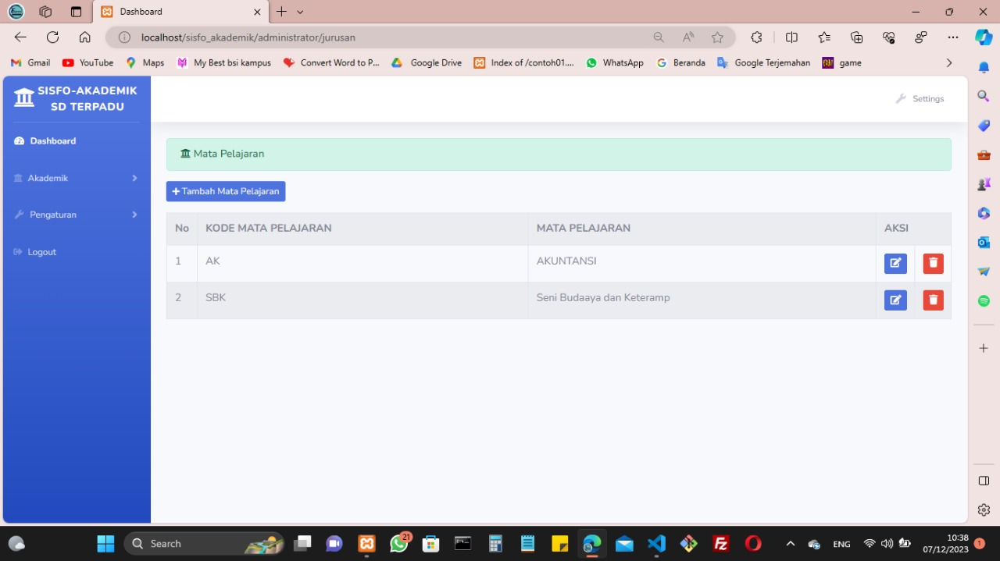 Dashboard
localhost/sisfo_akademik/administrator/jurusan
Gmail YouTube Maps My Best bsi kampus Convert Word to P... Google Drive Index of /contoh01.... WhatsApp Beranda Google Terjemahan game
SISFO-AKADEMIK
SD TERPADU
Settings
Dashboard
Akademik
Pengaturan
Logout
Mata Pelajaran
Tambah Mata Pelajaran
No KODE MATA PELAJARAN MATA PELAJARAN AKSI
1 AK AKUNTANSI
2 SBK Seni Budaaya dan Keteramp
Search
21
ENG
10:38
07/12/2023
1